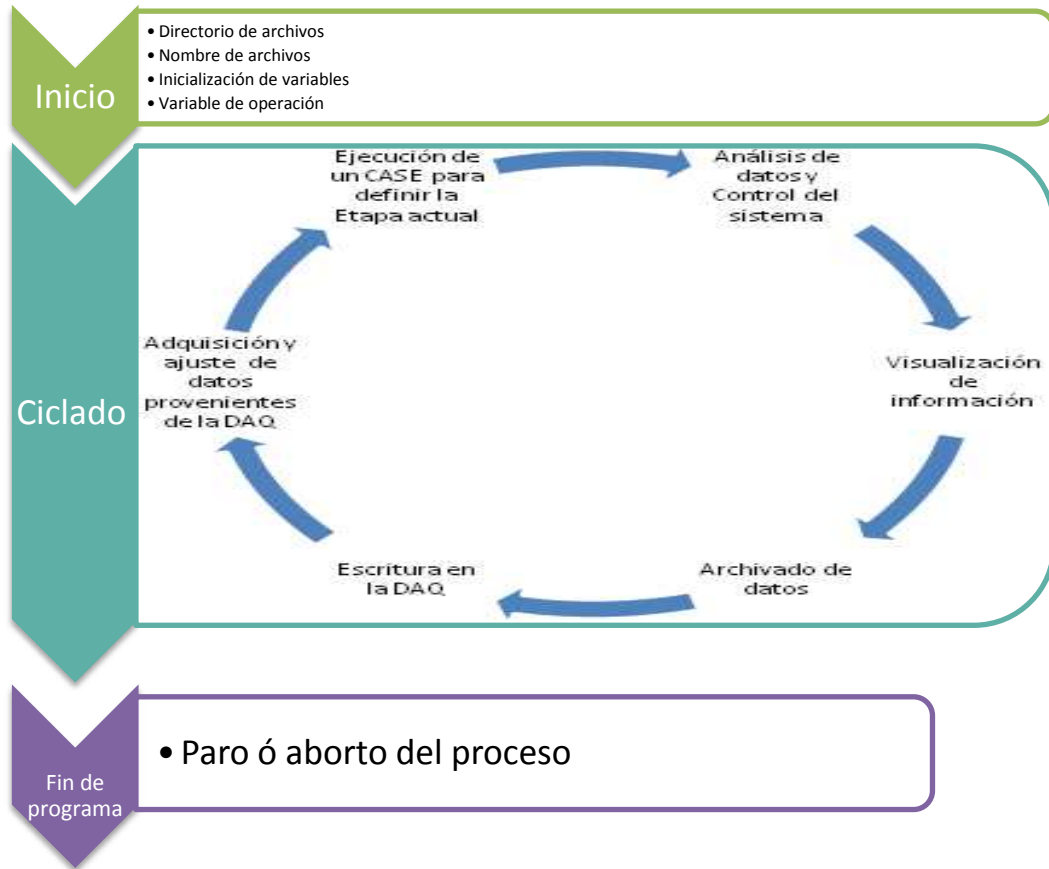 Inicio
• Directorio de archivos
• Nombre de archivos
• Inicialización de variables
• Variable de operación
Ciclado
Ejecución de
un CASE para
definir la
Etapa actual
Análisis de
datos y
Control del
sistema
Visualización
de
información
Archivado de
datos
Escritura en
la DAQ
Adquisición y
ajuste de
datos
provenientes
de la DAQ
Fin de
programa
• Paro ó aborto del proceso